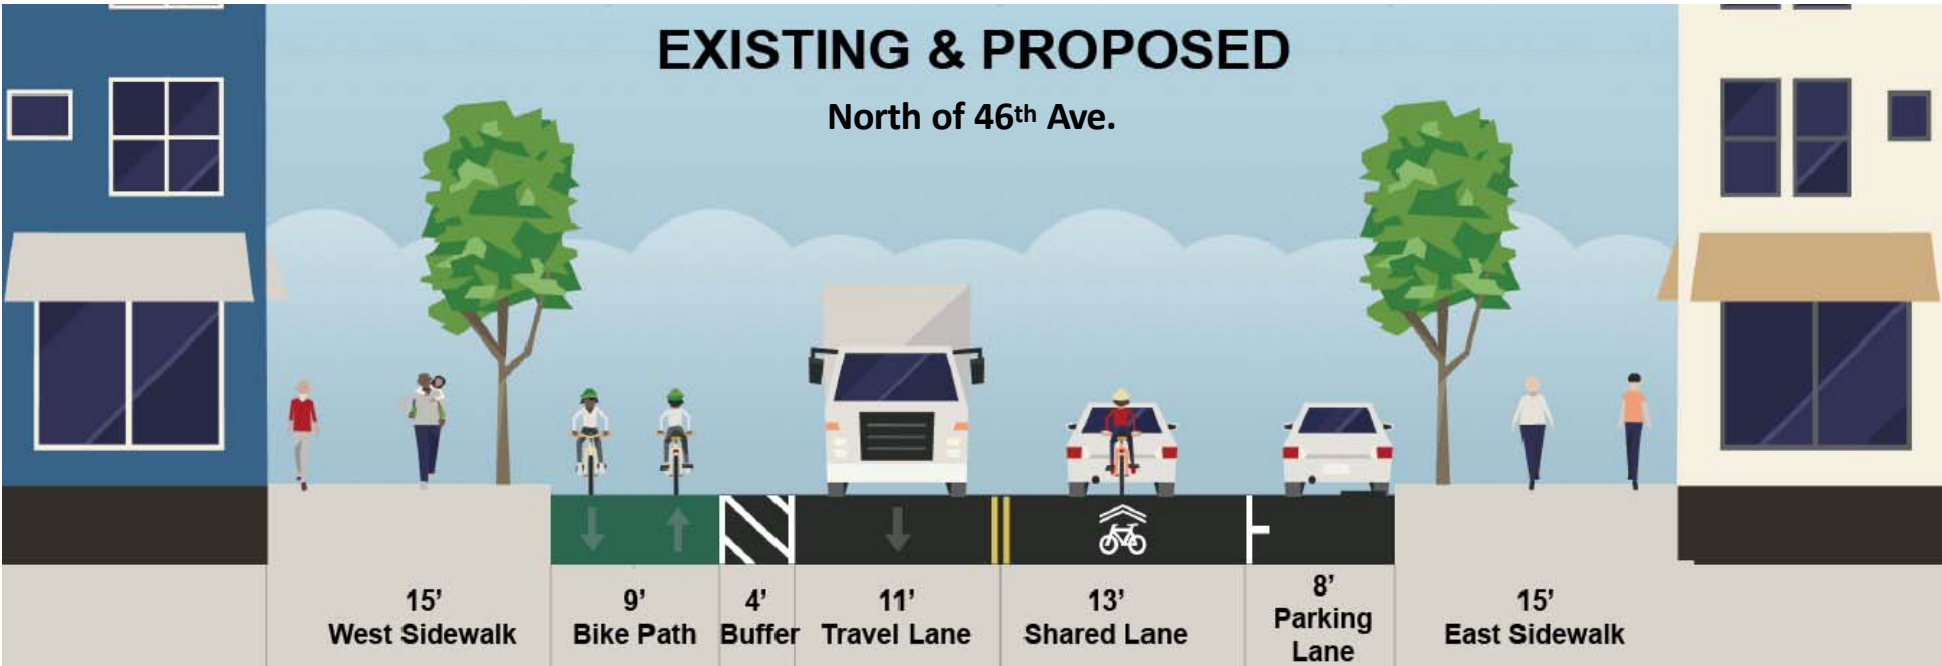 EXISTING & PROPOSED
North of 46th Ave.
15’
West Sidewalk
9’
Bike Path
4’
Buffer
11’
Travel Lane
13’
Shared Lane
8’
Parking
Lane
15’
East Sidewalk